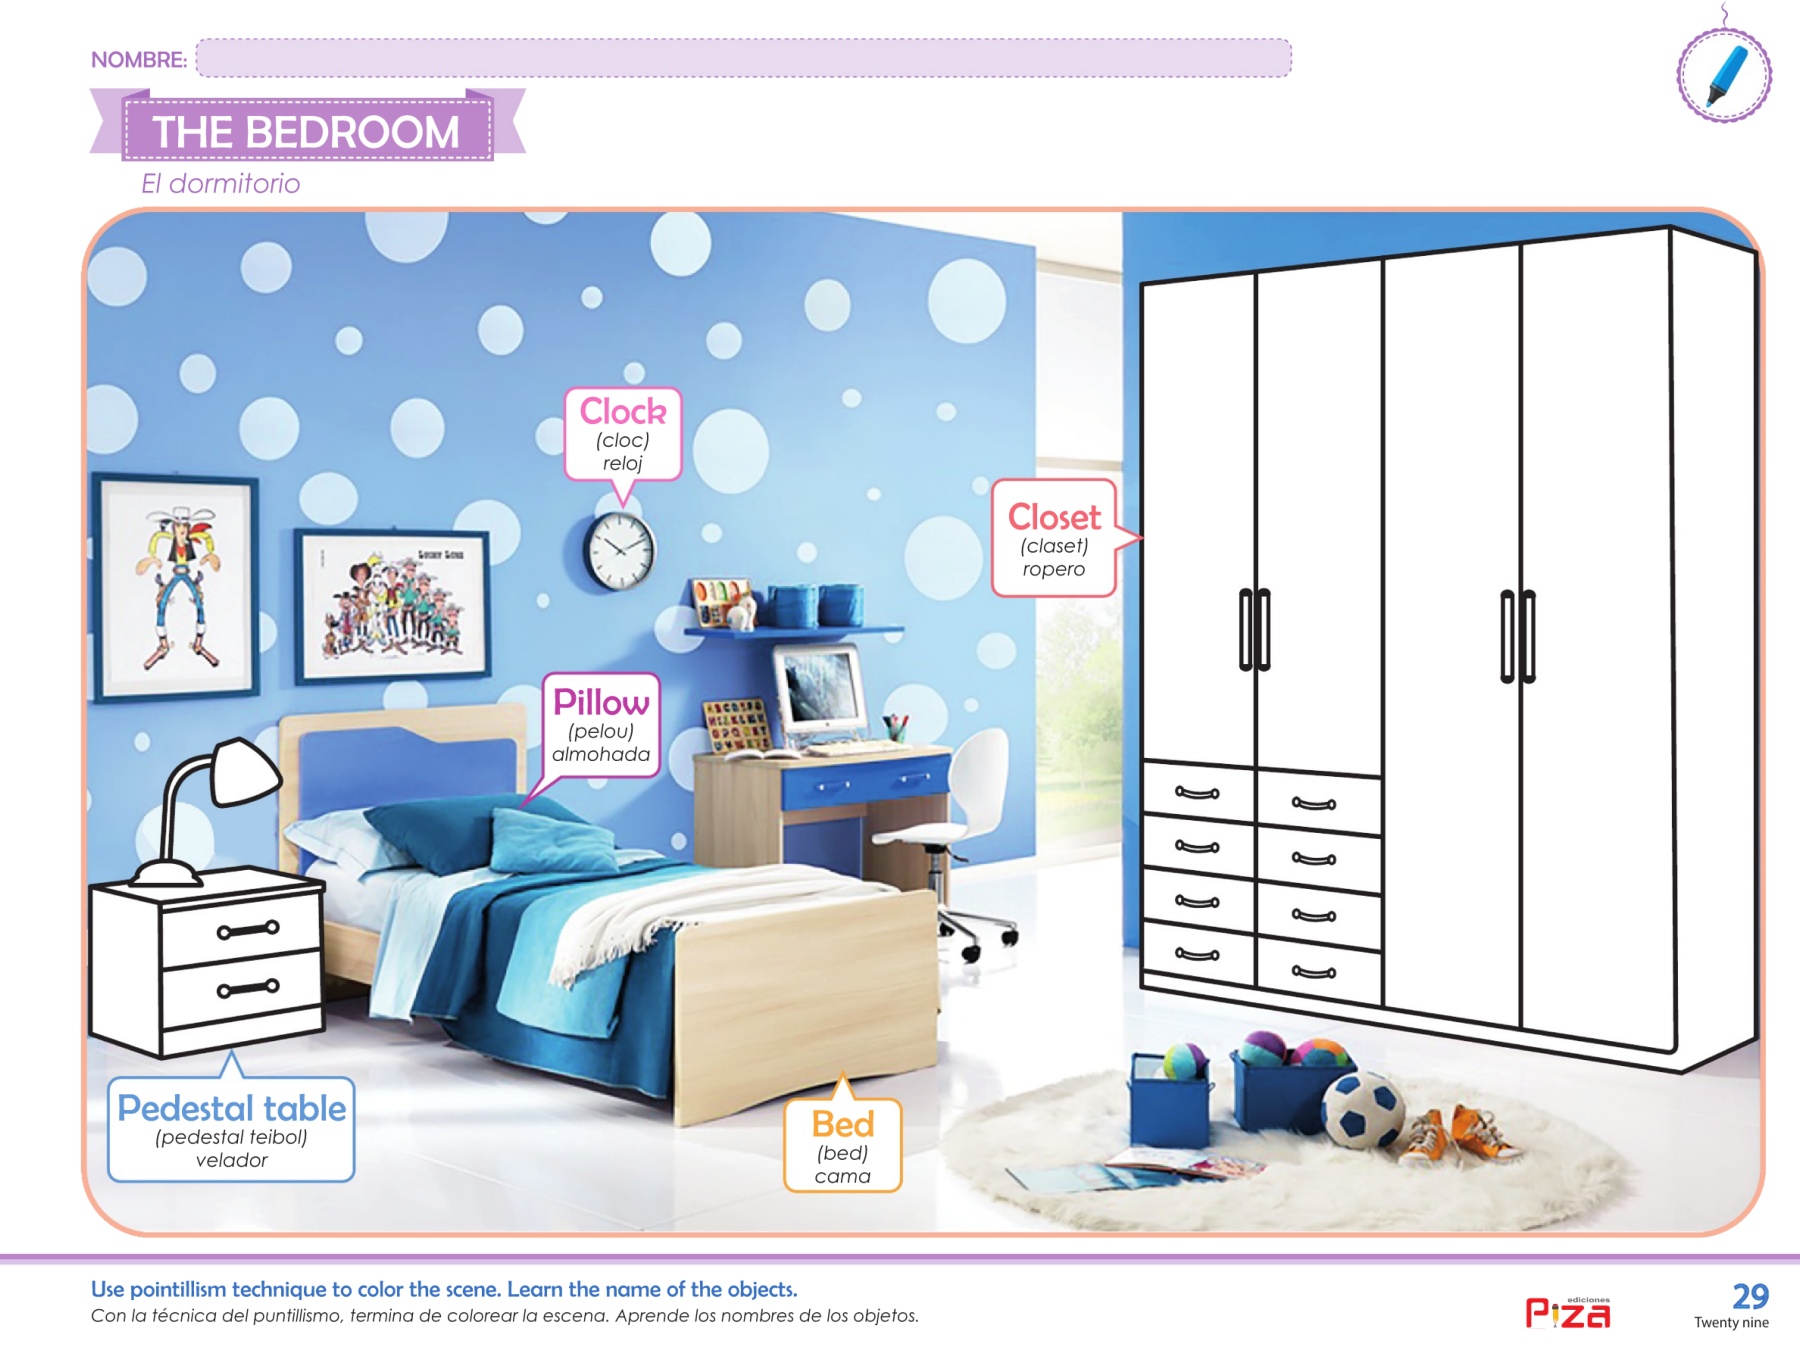 NOMBRE:
THE BEDROOM
El dormitorio
Clock
(cloc)
reloj
Closet
(claset)
ropero
LUCKY LUKE
Pillow
(pelou)
almohada
Pedestal table
(pedestal teibol)
velador
Bed
(bed)
cama
Use pointillism technique to color the scene. Learn the name of the objects.
Con la técnica del puntillismo, termina de colorear la escena. Aprende los nombres de los objetos.
ediciones
Piza
29
Twenty nine